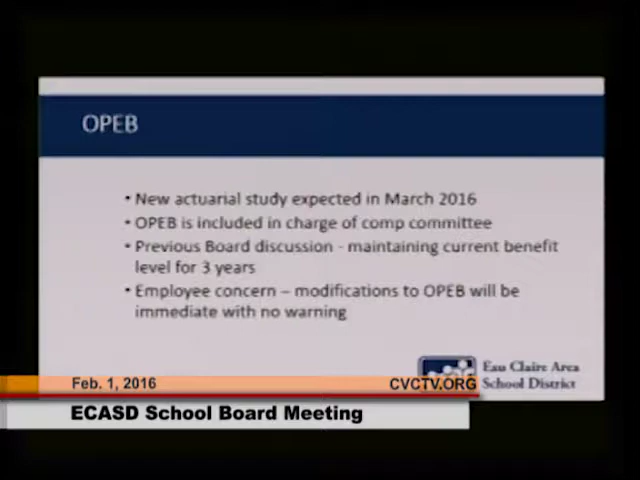 OPEB
• New actuarial study expected in March 2016
• OPEB is included in charge of comp committee
• Previous Board discussion - maintaining current benefit
level for 3 years
• Employee concern – modifications to OPEB will be
immediate with no warning
Eau Claire Area
School District
Feb. 1, 2016
CVCTV.ORG
ECASD School Board Meeting